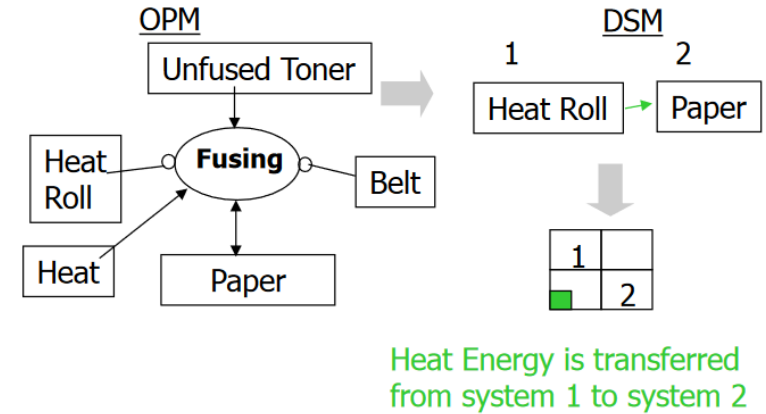 OPM
DSM
Unfused Toner
1
2
Heat Roll
Paper
Heat
Roll
Fusing
Belt
Heat
Paper
1
2
Heat Energy is transferred
from system 1 to system 2